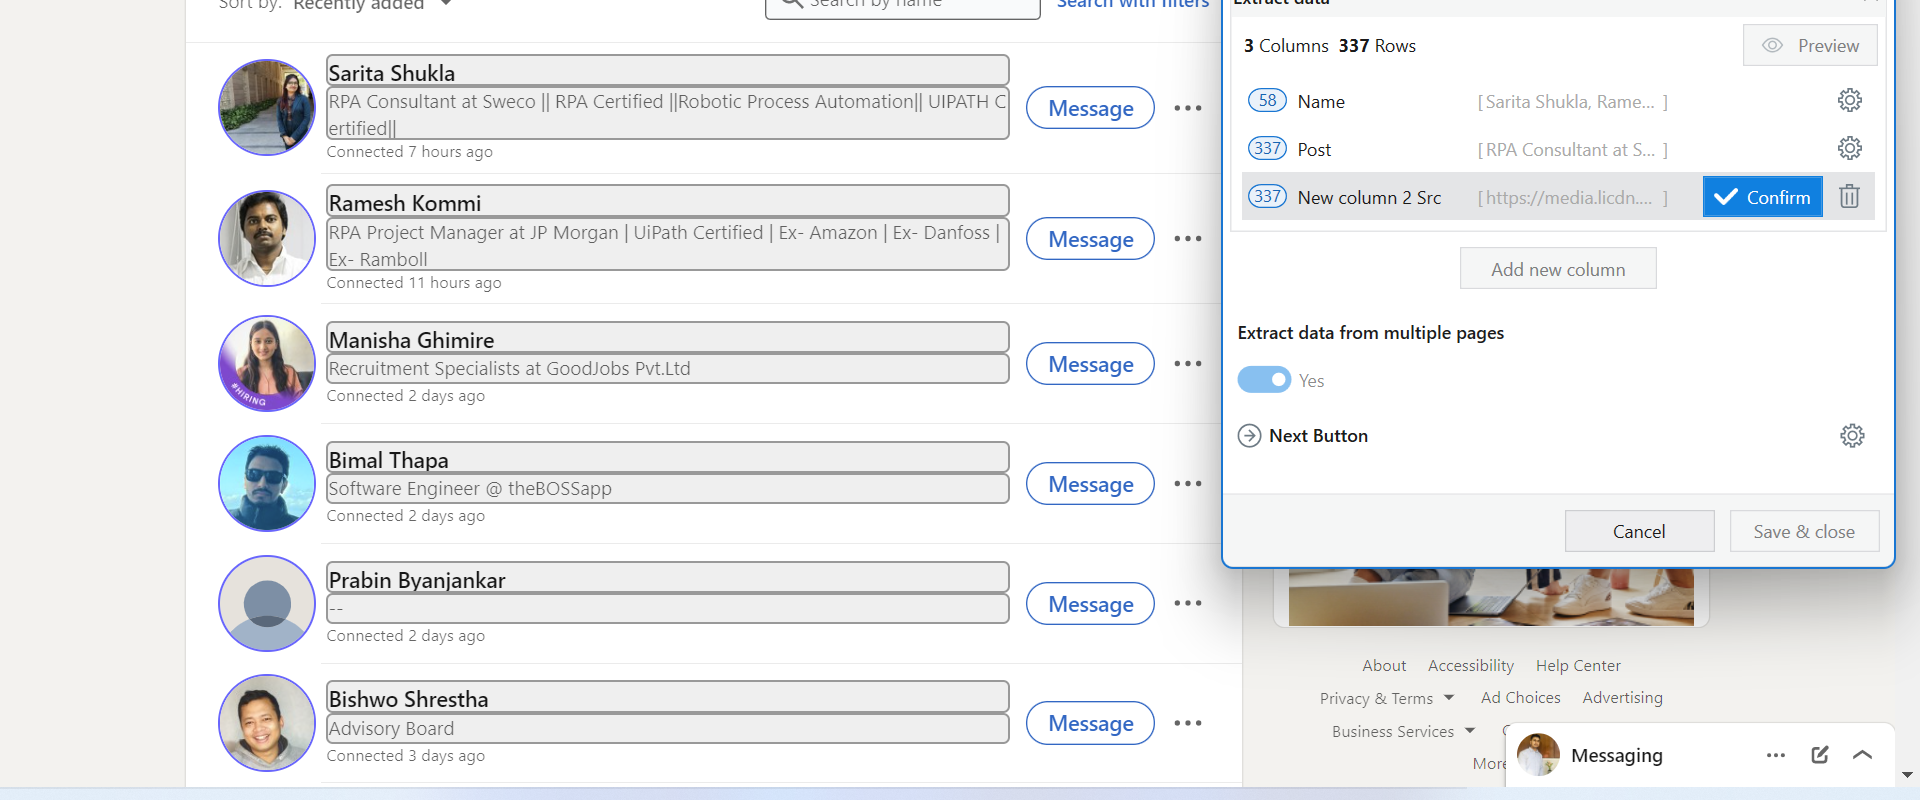 Sort by: Recently added
Search by name
Search with filters
Sarita Shukla
RPA Consultant at Sweco || RPA Certified ||Robotic Process Automation|| UIPATH C
ertified||
Connected 7 hours ago
Message
Ramesh Kommi
RPA Project Manager at JP Morgan | UiPath Certified | Ex- Amazon | Ex- Danfoss |
Ex- Ramboll
Connected 11 hours ago
Message
#HIRING
Manisha Ghimire
Recruitment Specialists at GoodJobs Pvt.Ltd
Connected 2 days ago
Message
Bimal Thapa
Software Engineer @ theBOSSapp
Connected 2 days ago
Message
Prabin Byanjankar
--
Connected 2 days ago
Message
Bishwo Shrestha
Advisory Board
Connected 3 days ago
Message
Extract data
3 Columns 337 Rows
Preview
58 Name [ Sarita Shukla, Rame... ]
337 Post [ RPA Consultant at S... ]
337 New column 2 Src [ https://media.licdn.... ] Confirm
Add new column
Extract data from multiple pages
Yes
Next Button
Cancel Save & close
About Accessibility Help Center
Privacy & Terms Ad Choices Advertising
Business Services
More
Messaging